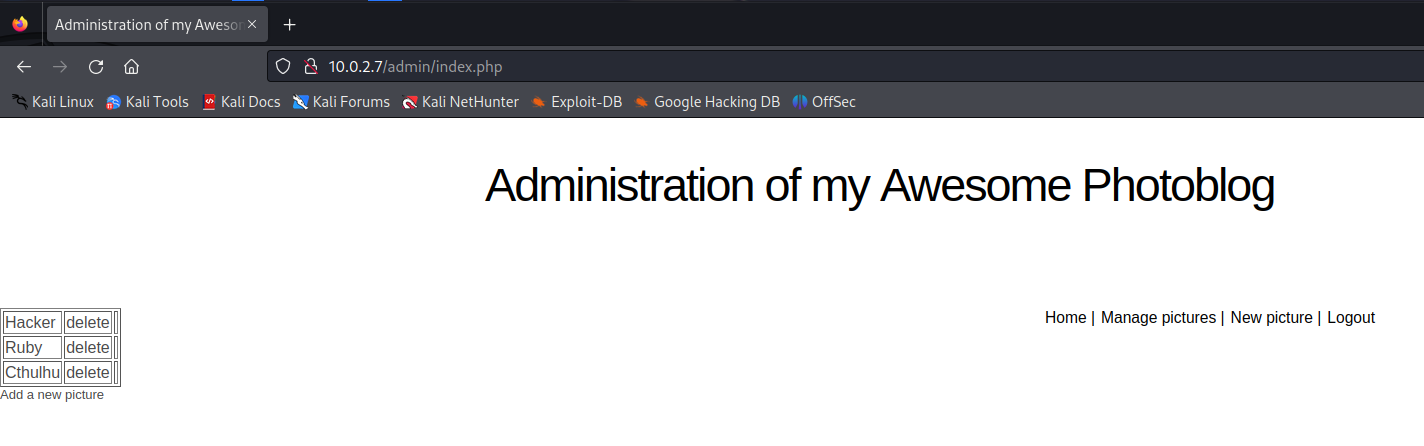 Administration of my Aweso
10.0.2.7/admin/index.php
Kali Linux Kali Tools Kali Docs Kali Forums Kali NetHunter Exploit-DB Google Hacking DB OffSec
Administration of my Awesome Photoblog
Home | Manage pictures | New picture | Logout
Hacker delete
Ruby delete
Cthulhu delete
Add a new picture